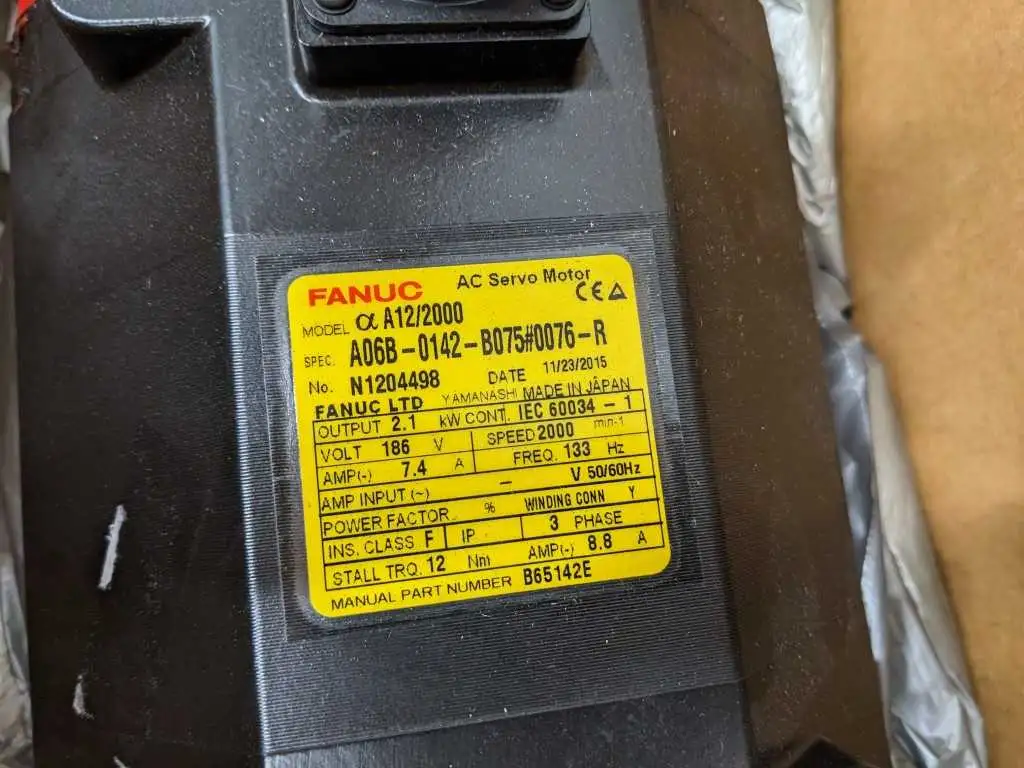 FANUC AC Servo Motor
CE
MODEL α A12/2000
SPEC. A06B-0142-B075#0076-R
No. N1204498 DATE 11/23/2015
FANUC LTD YAMANASHI MADE IN JAPAN
OUTPUT 2.1 kW CONT. IEC 60034-1
VOLT 186 V SPEED 2000 min-1
AMP(~) 7.4 A FREQ. 133 Hz
AMP INPUT (~) – V 50/60Hz
POWER FACTOR % WINDING CONN Y
INS. CLASS F IP 3 PHASE
STALL TRQ. 12 Nm AMP(~) 8.8 A
MANUAL PART NUMBER B65142E